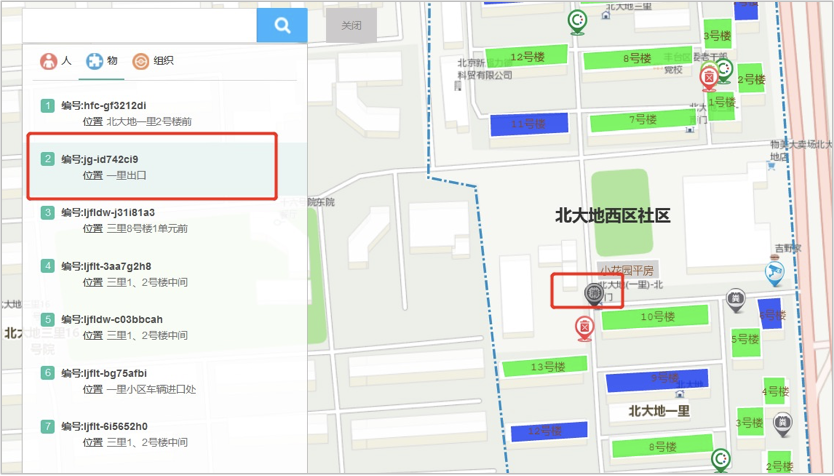 关闭
人
物
组织
1 编号:hfc-gf3212di
位置 北大地一里2号楼前
2 编号:jg-id742ci9
位置 一里出口
3 编号:ljfldw-j31i81a3
位置 三里8号楼1单元前
4 编号:ljflt-3aa7g2h8
位置 三里1、2号楼中间
5 编号:ljfldw-c03bbcah
位置 三里1、2号楼中间
6 编号:ljflt-bg75afbi
位置 一里小区车辆进口处
7 编号:ljflt-6i5652h0
位置 三里1、2号楼中间
北大地三里
3号楼
12号楼
8号楼
丰台区委老干部
党校
2号楼
1号楼
11号楼
7号楼
物美大卖场北大
地店
北大地西区社区
吉野家
小花园平房
北大地(一里)-北
门
10号楼
6号楼
5号楼
13号楼
9号楼
4号楼
北大地一里
3号楼
12号楼
8号楼
2号楼